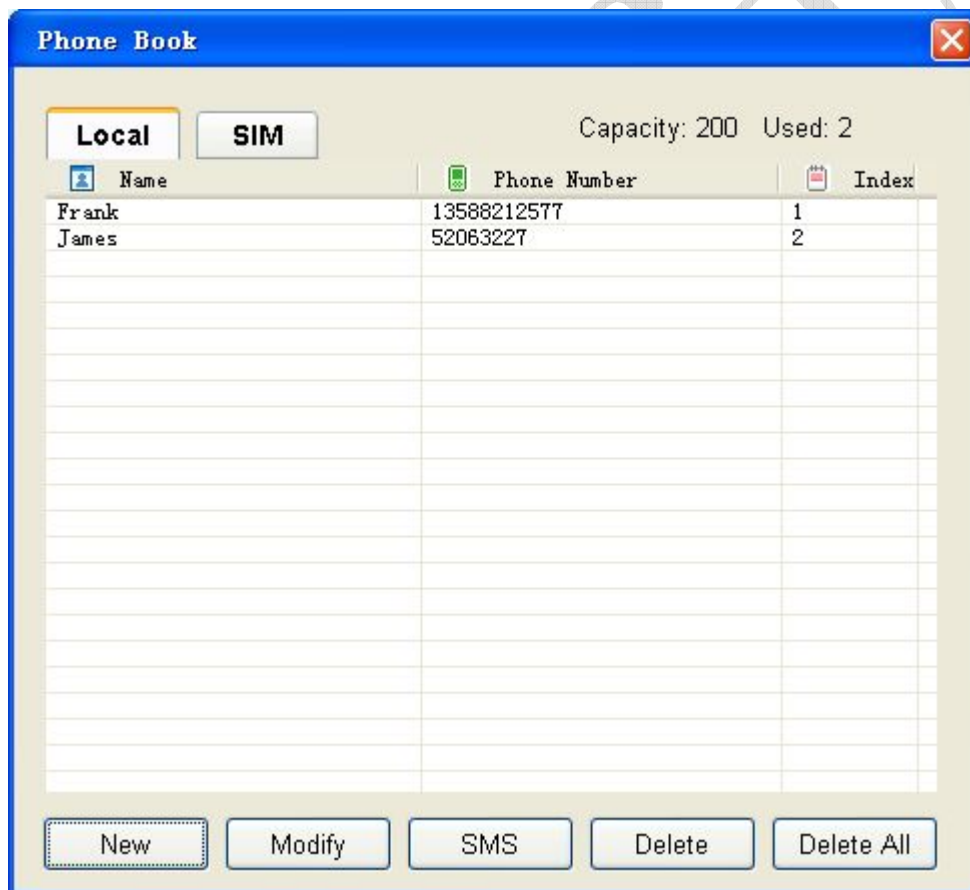 Phone Book
Local SIM Capacity: 200 Used: 2
Name Phone Number Index
Frank 13588212577 1
James 52063227 2
New Modify SMS Delete Delete All